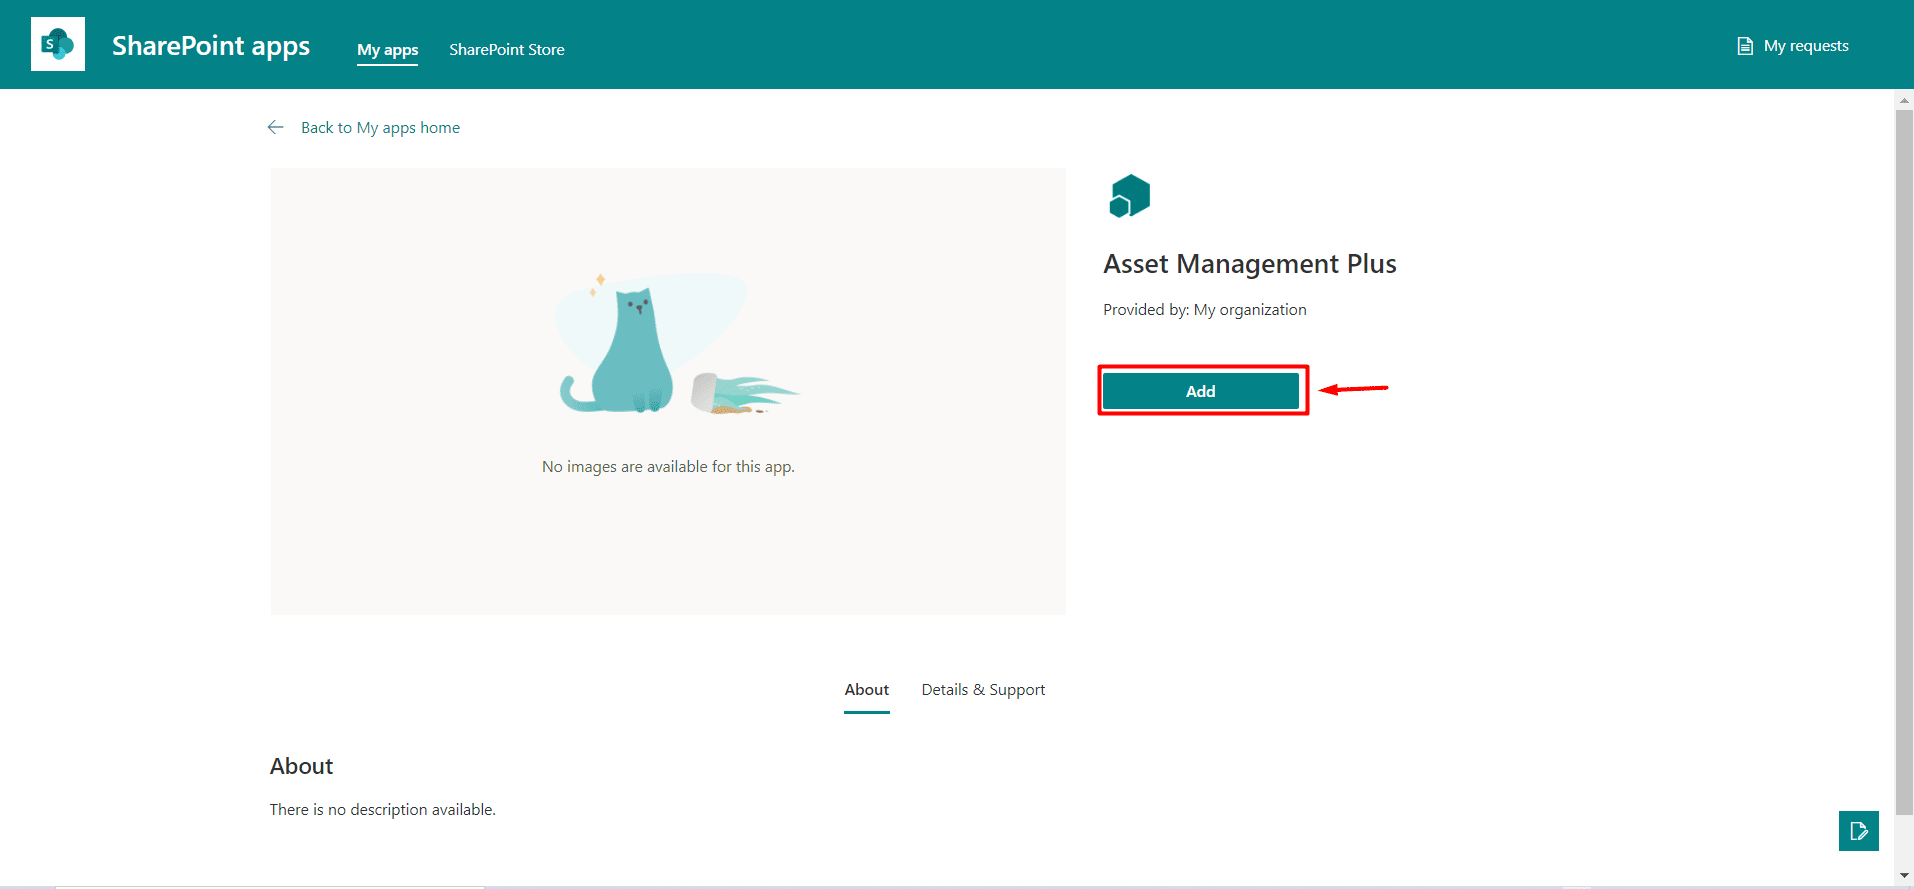 S
SharePoint apps
My apps
SharePoint Store
My requests
Back to My apps home
No images are available for this app.
Asset Management Plus
Provided by: My organization
Add
About
Details & Support
About
There is no description available.